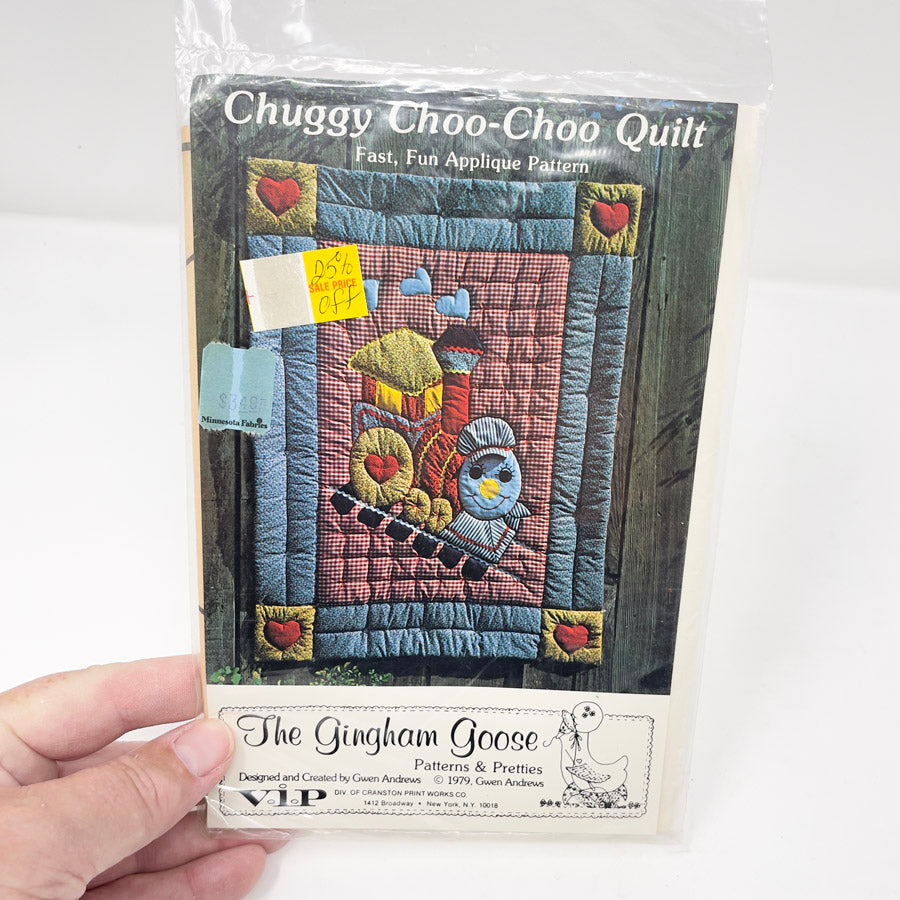 Chuggy Choo-Choo Quilt
Fast, Fun Applique Pattern
25%
SALE PRICE
off
Minnesota Fabrics
The Gingham Goose
Patterns & Pretties
Designed and Created by Gwen Andrews © 1979, Gwen Andrews
V.I.P DIV. OF CRANSTON PRINT WORKS CO.
1412 Broadway • New York, N.Y. 10018